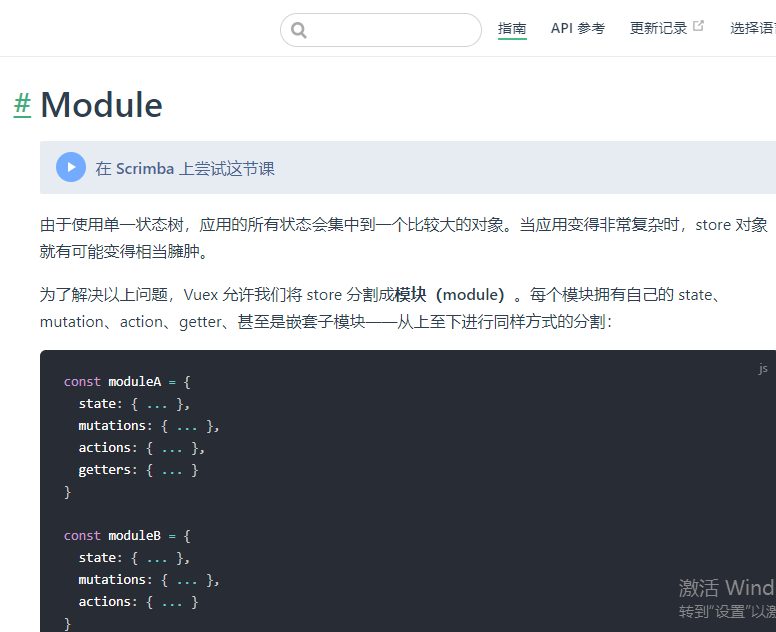 指南 API 参考 更新记录 选择语言
# Module
在 Scrimba 上尝试这节课
由于使用单一状态树，应用的所有状态会集中到一个比较大的对象。当应用变得非常复杂时，store 对象
就有可能变得相当臃肿。
为了解决以上问题，Vuex 允许我们将 store 分割成模块（module）。每个模块拥有自己的 state、
mutation、action、getter、甚至是嵌套子模块——从上至下进行同样方式的分割：
js
const moduleA = {
  state: { ... },
  mutations: { ... },
  actions: { ... },
  getters: { ... }
}
const moduleB = {
  state: { ... },
  mutations: { ... },
  actions: { ... }
}
激活 Wind
转到"设置"以激